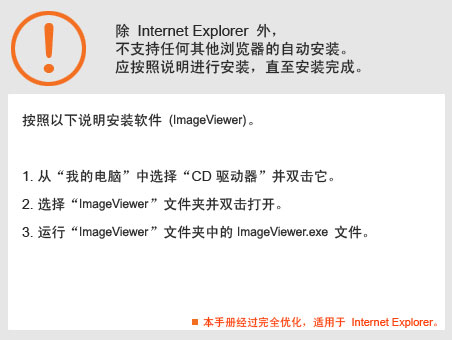 除 Internet Explorer 外，
不支持任何其他浏览器的自动安装。
应按照说明进行安装，直至安装完成。
按照以下说明安装软件 (ImageViewer)。
1. 从“我的电脑”中选择“CD 驱动器”并双击它。
2. 选择“ImageViewer”文件夹并双击打开。
3. 运行“ImageViewer”文件夹中的 ImageViewer.exe 文件。
■ 本手册经过完全优化，适用于 Internet Explorer。